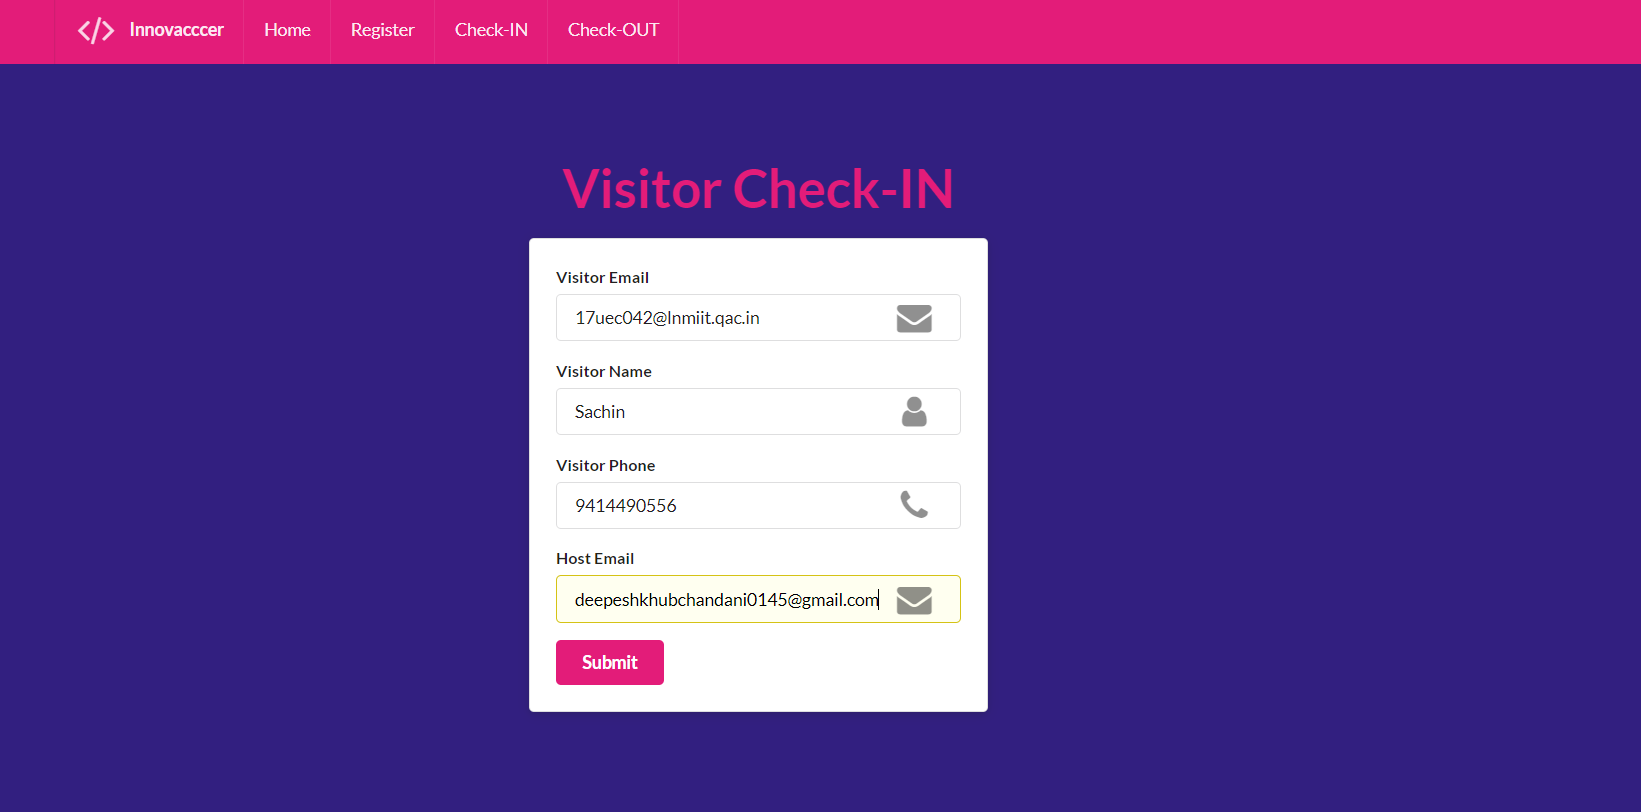 Innovacccer Home Register Check-IN Check-OUT
Visitor Check-IN
Visitor Email
17uec042@lnmiit.qac.in
Visitor Name
Sachin
Visitor Phone
9414490556
Host Email
deepeshkhubchandani0145@gmail.com
Submit